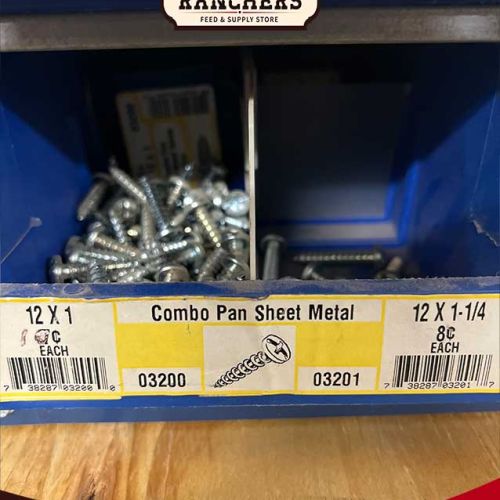 RANCHERS
FEED & SUPPLY STORE
12 X 1
EACH
7 38287 03200 0
Combo Pan Sheet Metal
03200
03201
12 X 1-1/4
8¢
EACH
7 38287 03201 7